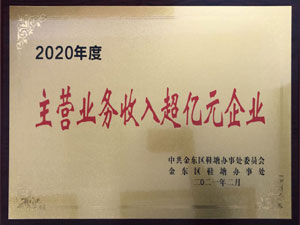 2020年度
主营业务收入超亿元企业
中共金东区鞋塘办事处委员会
金东区鞋塘办事处
二〇二一年二月